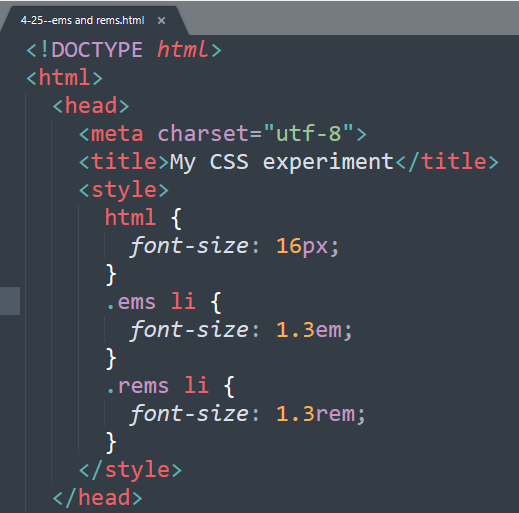 4-25--ems and rems.html ×
<!DOCTYPE html>
<html>
<head>
<meta charset="utf-8">
<title>My CSS experiment</title>
<style>
html {
font-size: 16px;
}
.ems li {
font-size: 1.3em;
}
.rems li {
font-size: 1.3rem;
}
</style>
</head>